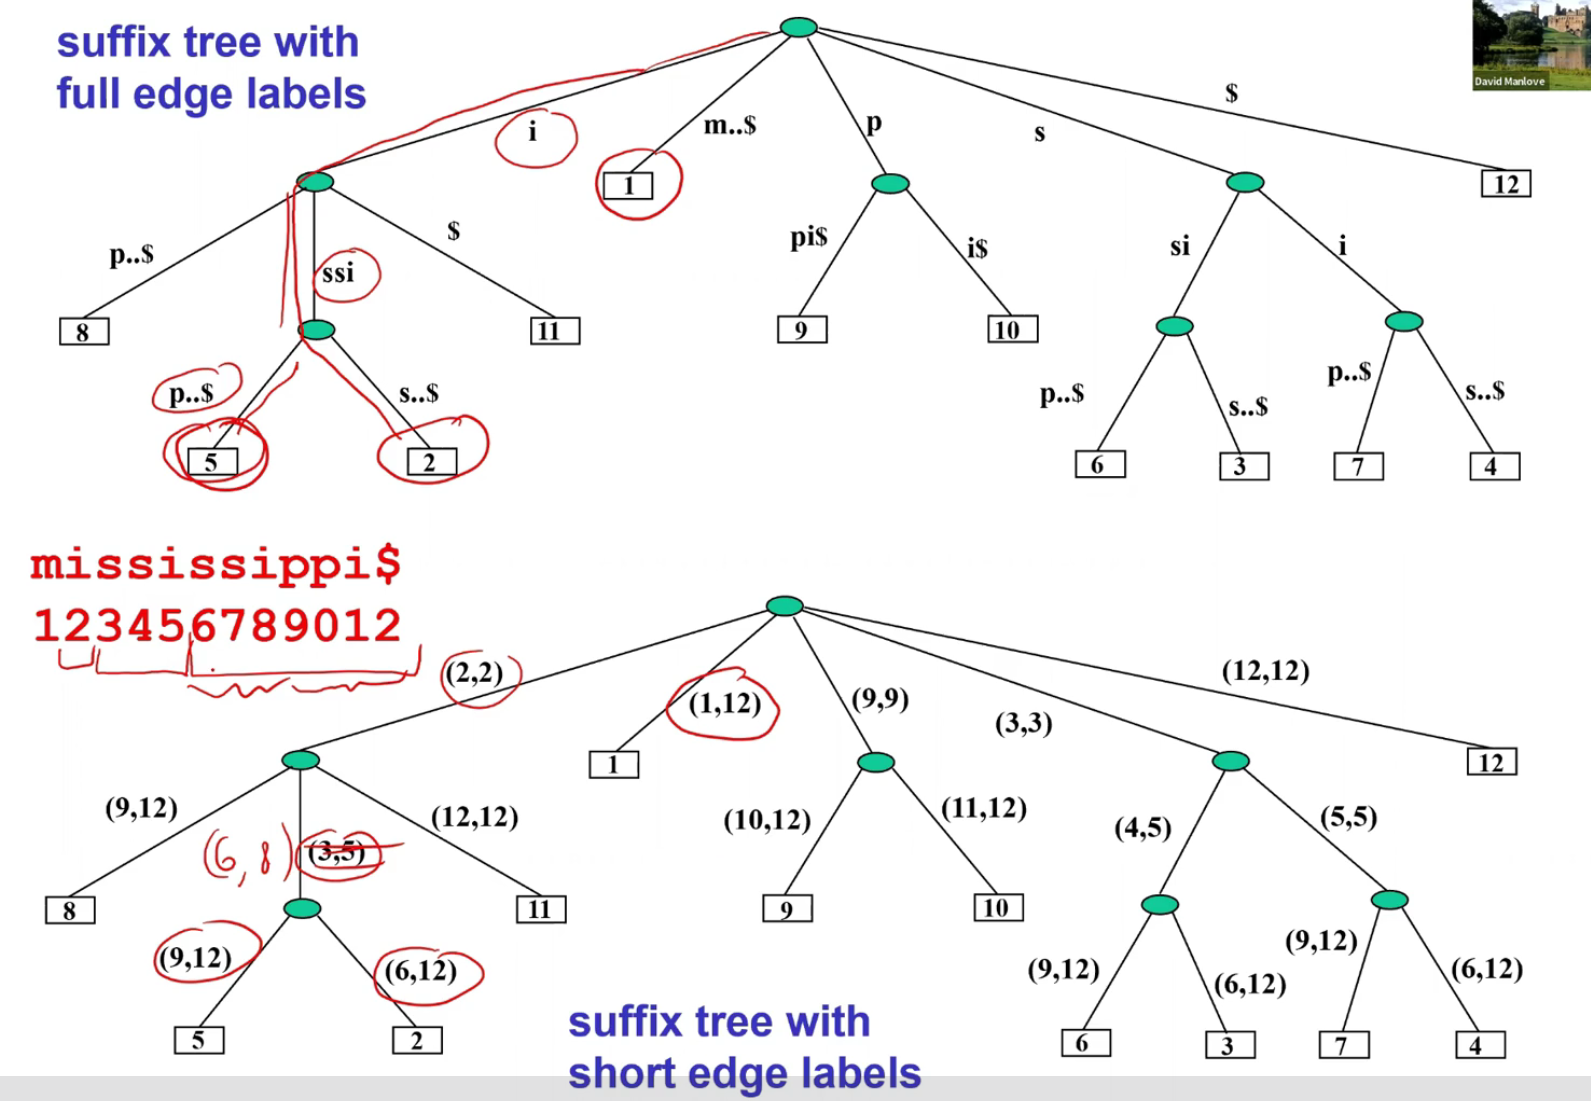 suffix tree with
full edge labels
David Manlove
$
i
m..$
p
s
1
12
p..$
ssi
$
pi$
i$
si
i
8
11
9
10
p..$
s..$
p..$
s..$
p..$
s..$
5
2
6
3
7
4
mississippi$
123456789012
(2,2)
(1,12)
(9,9)
(3,3)
(12,12)
1
12
(9,12)
(6,8)
(3,5)
(12,12)
(10,12)
(11,12)
(4,5)
(5,5)
8
11
9
10
(9,12)
(6,12)
(9,12)
(6,12)
(9,12)
(6,12)
5
2
6
3
7
4
suffix tree with
short edge labels